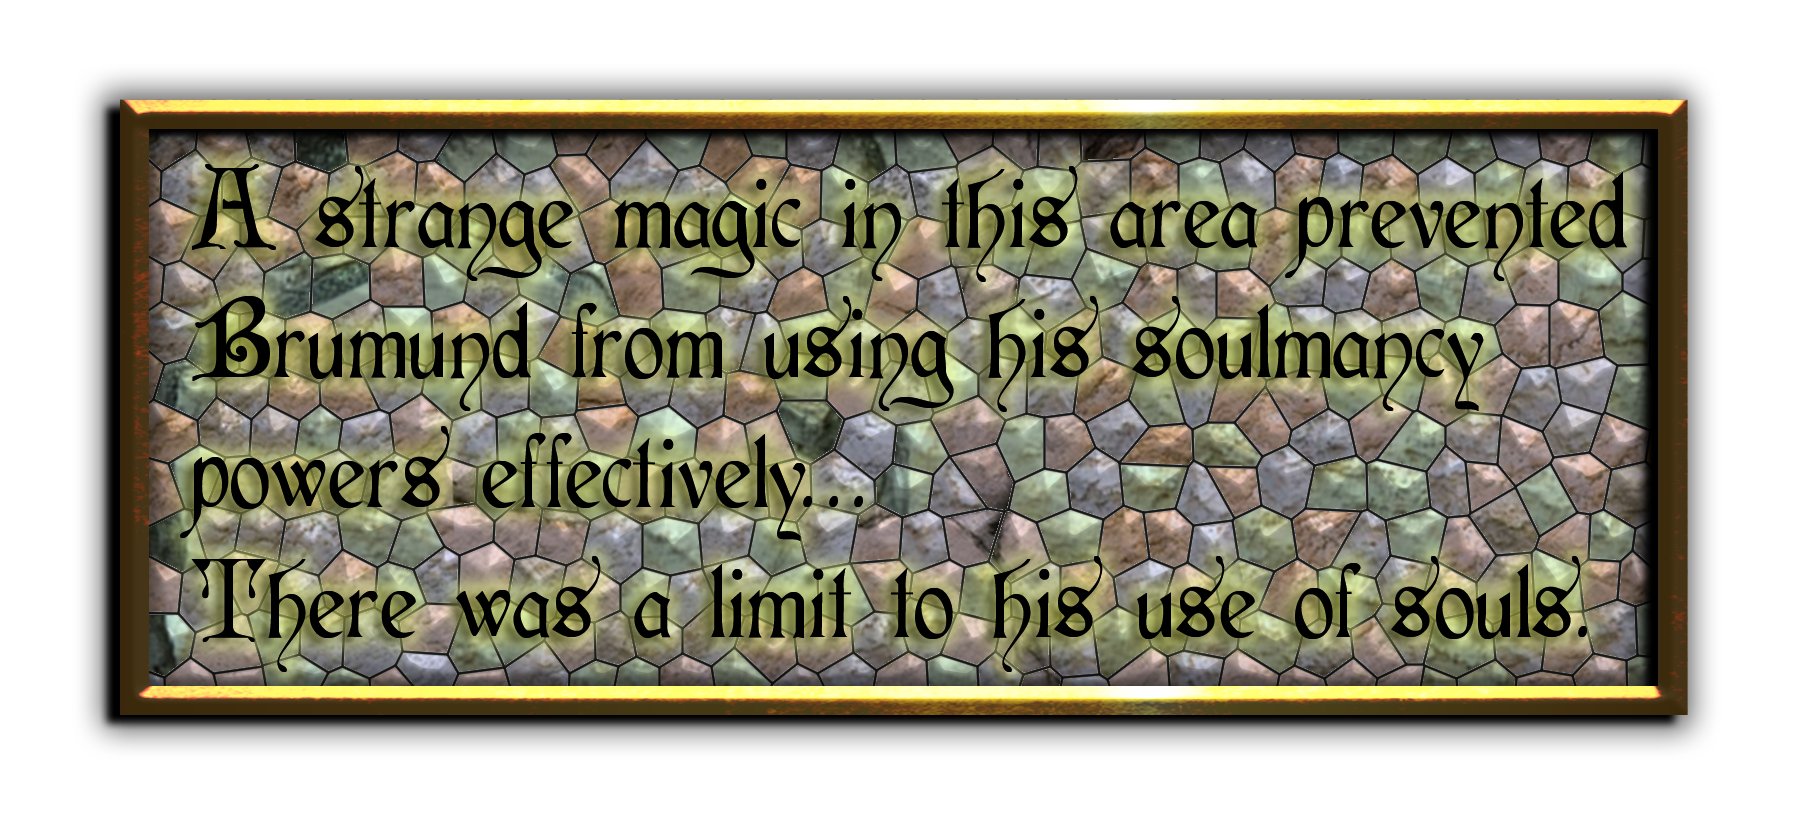 A strange magic in this area prevented
Brumund from using his soulmancy
powers effectively...
There was a limit to his use of souls.